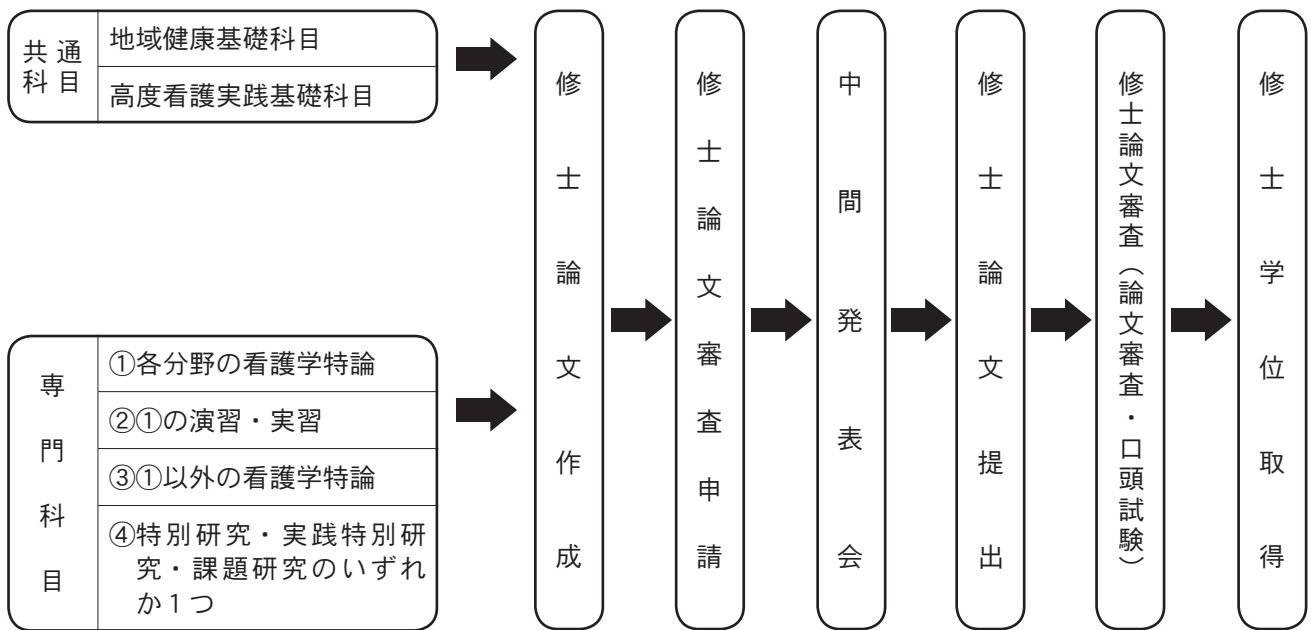 共通
科目
地域健康基礎科目
高度看護実践基礎科目
専門科目
①各分野の看護学特論
②①の演習・実習
③①以外の看護学特論
④特別研究・実践特別研
究・課題研究のいずれ
か1つ
修士論文作成
修士論文審査申請
中間発表会
修士論文提出
修士論文審査（論文審査・口頭試験）
修士学位取得